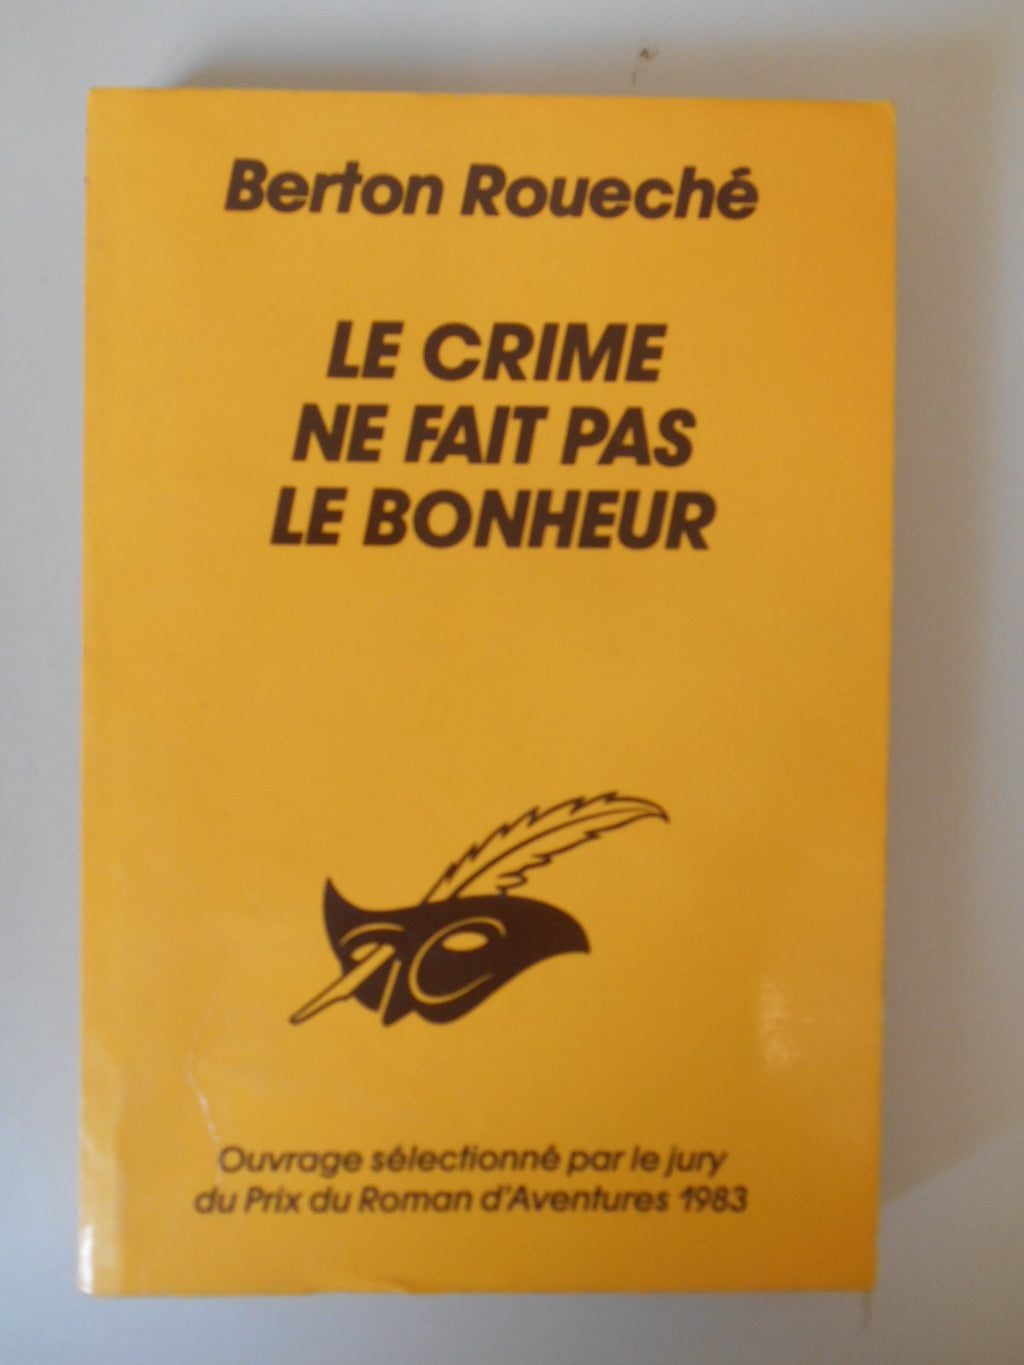 Berton Roueché
LE CRIME
NE FAIT PAS
LE BONHEUR
Ouvrage sélectionné par le jury
du Prix du Roman d'Aventures 1983